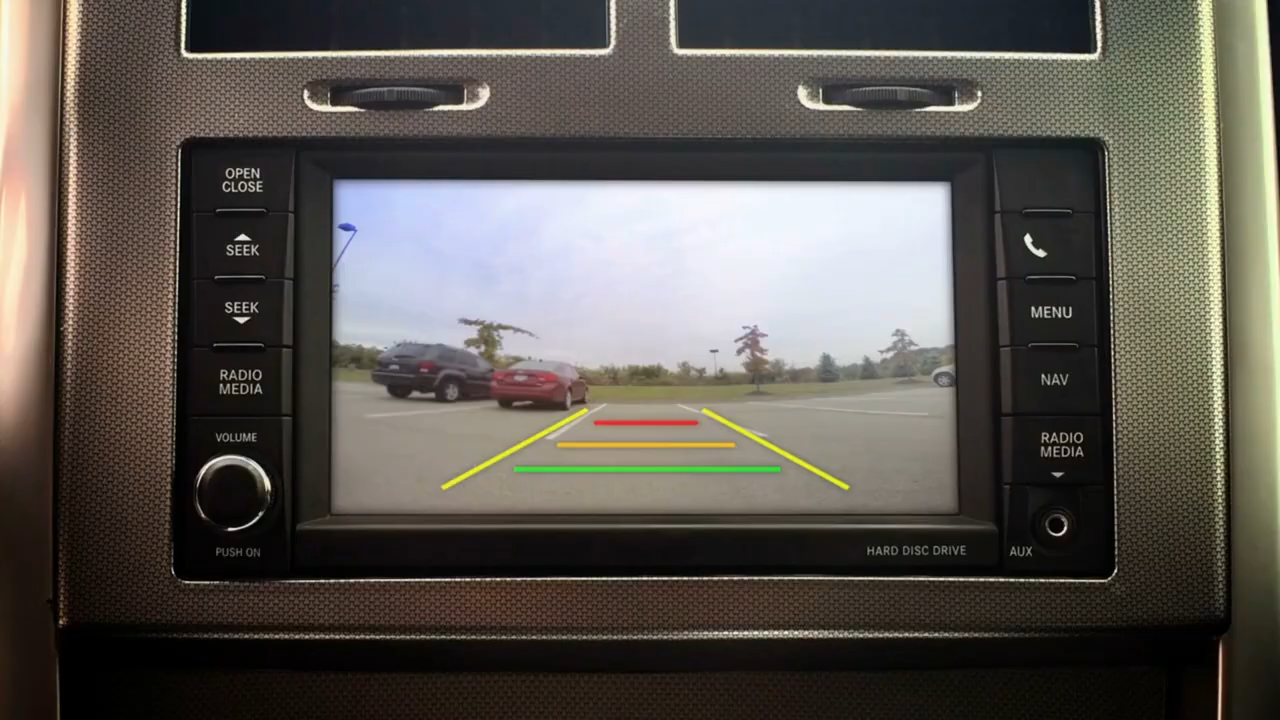 OPEN
CLOSE
SEEK
SEEK
RADIO
MEDIA
VOLUME
PUSH ON
MENU
NAV
RADIO
MEDIA
AUX
HARD DISC DRIVE